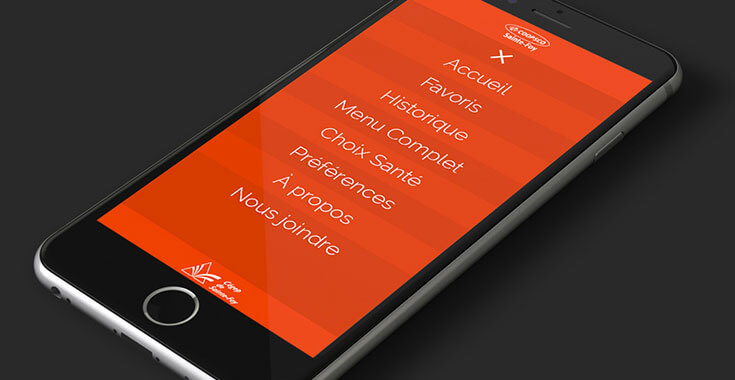 COOPSCO
Sainte-Foy
Accueil
Favoris
Historique
Menu Complet
Choix Santé
Préférences
À propos
Nous joindre
Cégep
de
Sainte-Foy